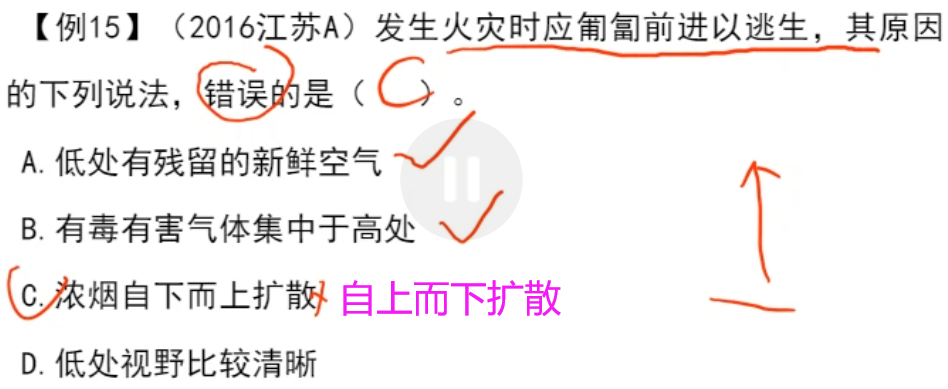 【例15】（2016江苏A）发生火灾时应匍匐前进以逃生，其原因
的下列说法，错误的是（ C ）。
A. 低处有残留的新鲜空气
B. 有毒有害气体集中于高处
C. 浓烟自下而上扩散 自上而下扩散
D. 低处视野比较清晰